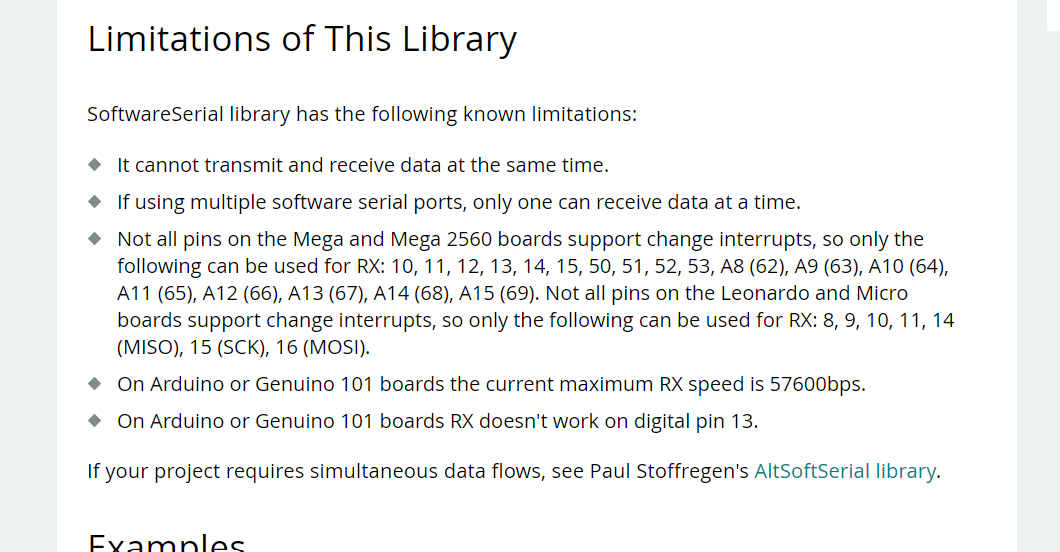 Limitations of This Library
SoftwareSerial library has the following known limitations:
It cannot transmit and receive data at the same time.
If using multiple software serial ports, only one can receive data at a time.
Not all pins on the Mega and Mega 2560 boards support change interrupts, so only the
following can be used for RX: 10, 11, 12, 13, 14, 15, 50, 51, 52, 53, A8 (62), A9 (63), A10 (64),
A11 (65), A12 (66), A13 (67), A14 (68), A15 (69). Not all pins on the Leonardo and Micro
boards support change interrupts, so only the following can be used for RX: 8, 9, 10, 11, 14
(MISO), 15 (SCK), 16 (MOSI).
On Arduino or Genuino 101 boards the current maximum RX speed is 57600bps.
On Arduino or Genuino 101 boards RX doesn't work on digital pin 13.
If your project requires simultaneous data flows, see Paul Stoffregen's AltSoftSerial library.
Examples